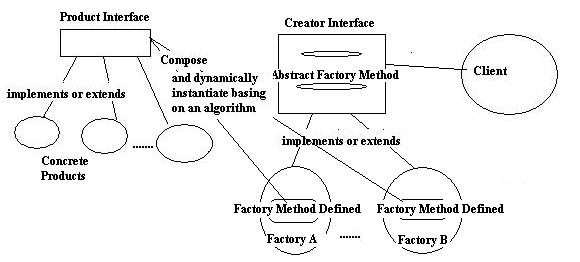 Product Interface
Creator Interface
Compose
and dynamically
instantiate basing
on an algorithm
Abstract Factory Method
Client
implements or extends
implements or extends
Concrete
Products
.......
Factory Method Defined
Factory Method Defined
Factory A
.......
Factory B